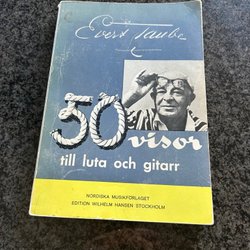 Evert Taube
50 visor
till luta och gitarr
NORDISKA MUSIKFÖRLAGET
EDITION WILHELM HANSEN STOCKHOLM